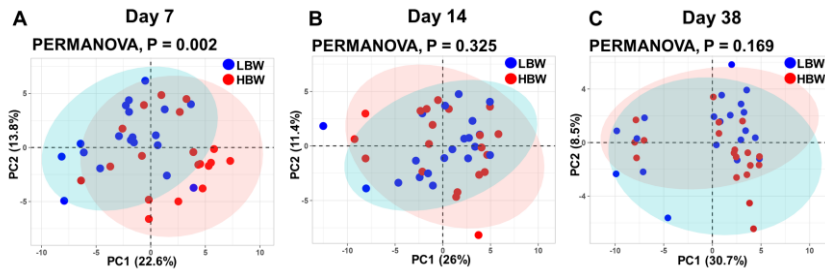 A
Day 7
PERMANOVA, P = 0.002
LBW
HBW
5
0
-5
-10
-5
0
5
10
PC2 (13.8%)
PC1 (22.6%)
B
Day 14
PERMANOVA, P = 0.325
LBW
HBW
5
0
-5
-10
-5
0
5
PC2 (11.4%)
PC1 (26%)
C
Day 38
PERMANOVA, P = 0.169
LBW
HBW
4
0
-4
-10
-5
0
5
10
PC2 (8.5%)
PC1 (30.7%)